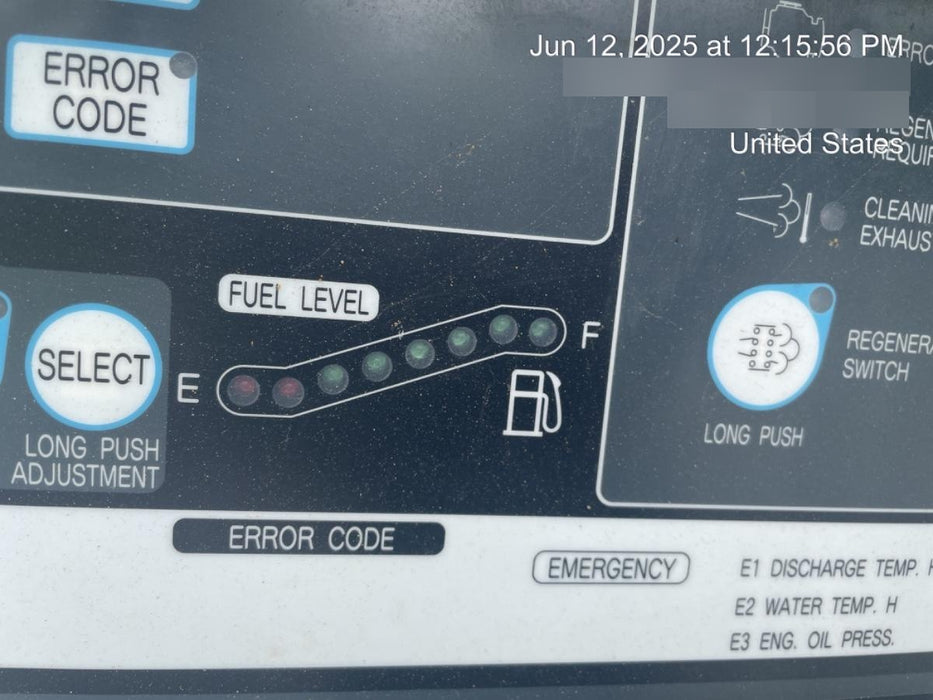 Jun 12, 2025 at 12:15:56 PM
United States
ERROR
CODE
CLEANIN
EXHAUS
FUEL LEVEL
E
F
SELECT
LONG PUSH
ADJUSTMENT
REGENERA
SWITCH
LONG PUSH
ERROR CODE
EMERGENCY
E1 DISCHARGE TEMP. H
E2 WATER TEMP. H
E3 ENG. OIL PRESS.